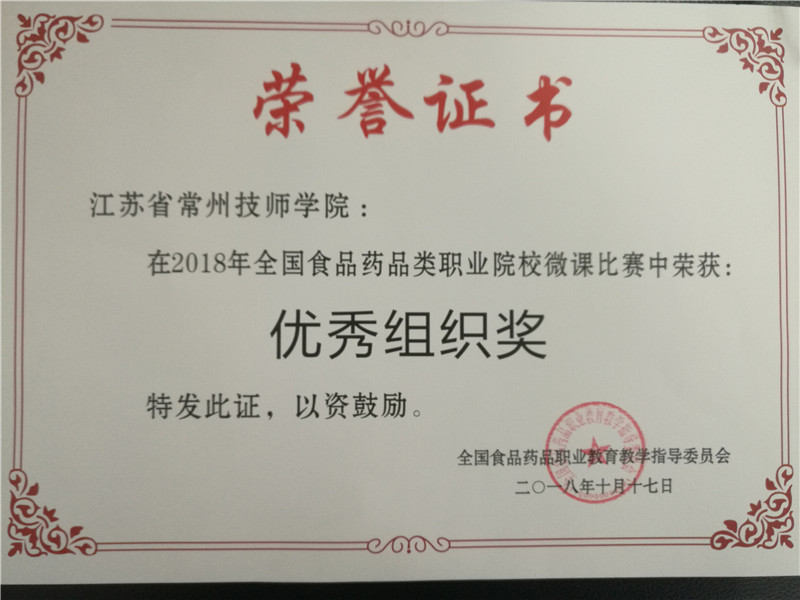 荣誉证书
江苏省常州技师学院：
在2018年全国食品药品类职业院校微课比赛中荣获：
优秀组织奖
特发此证，以资鼓励。
全国食品药品职业教育教学指导委员会
二〇一八年十月十七日